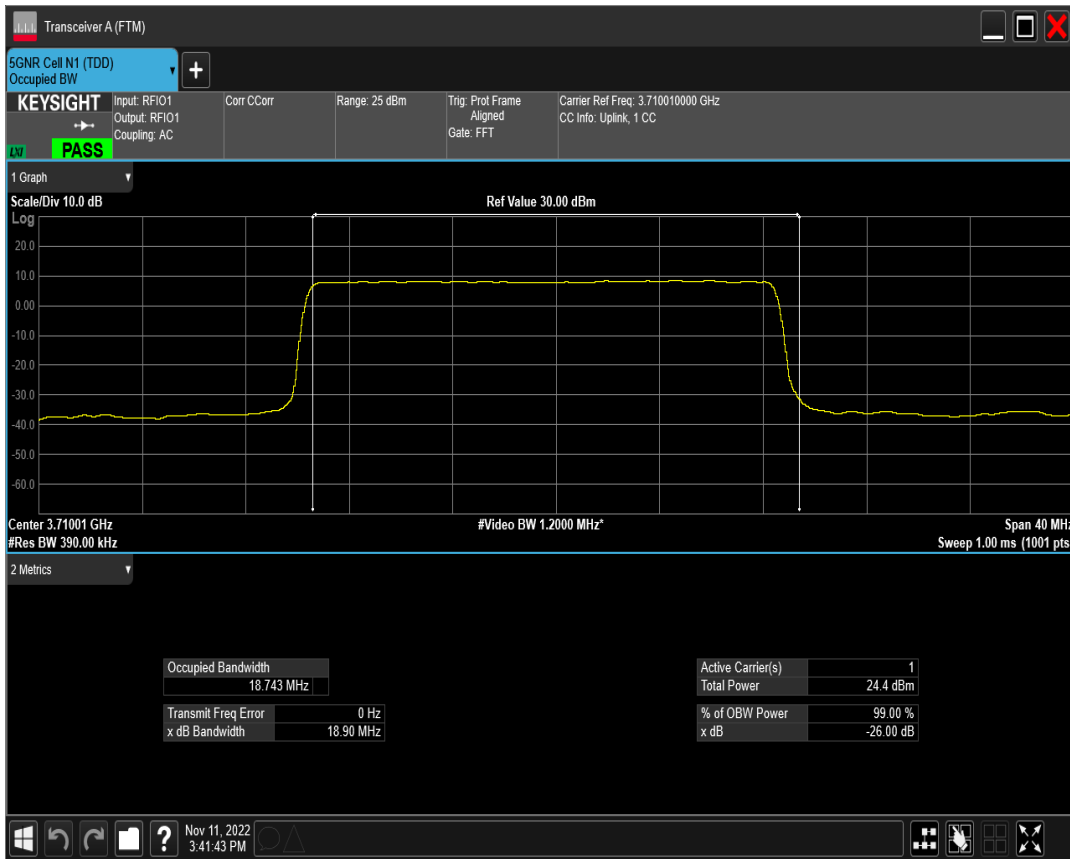 Transceiver A (FTM)
5GNR Cell N1 (TDD)
Occupied BW
+
KEYSIGHT
LXI
PASS
Input: RFIO1
Output: RFIO1
Coupling: AC
Corr CCorr
Range: 25 dBm
Trig: Prot Frame
Aligned
Gate: FFT
Carrier Ref Freq: 3.710010000 GHz
CC Info: Uplink, 1 CC
1 Graph
Scale/Div 10.0 dB
Ref Value 30.00 dBm
Log
20.0
10.0
0.00
-10.0
-20.0
-30.0
-40.0
-50.0
-60.0
Center 3.71001 GHz
#Video BW 1.2000 MHz*
Span 40 MHz
#Res BW 390.00 kHz
Sweep 1.00 ms (1001 pts
2 Metrics
Occupied Bandwidth
18.743 MHz
Transmit Freq Error 0 Hz
x dB Bandwidth 18.90 MHz
Active Carrier(s) 1
Total Power 24.4 dBm
% of OBW Power 99.00 %
x dB -26.00 dB
?
Nov 11, 2022
3:41:43 PM